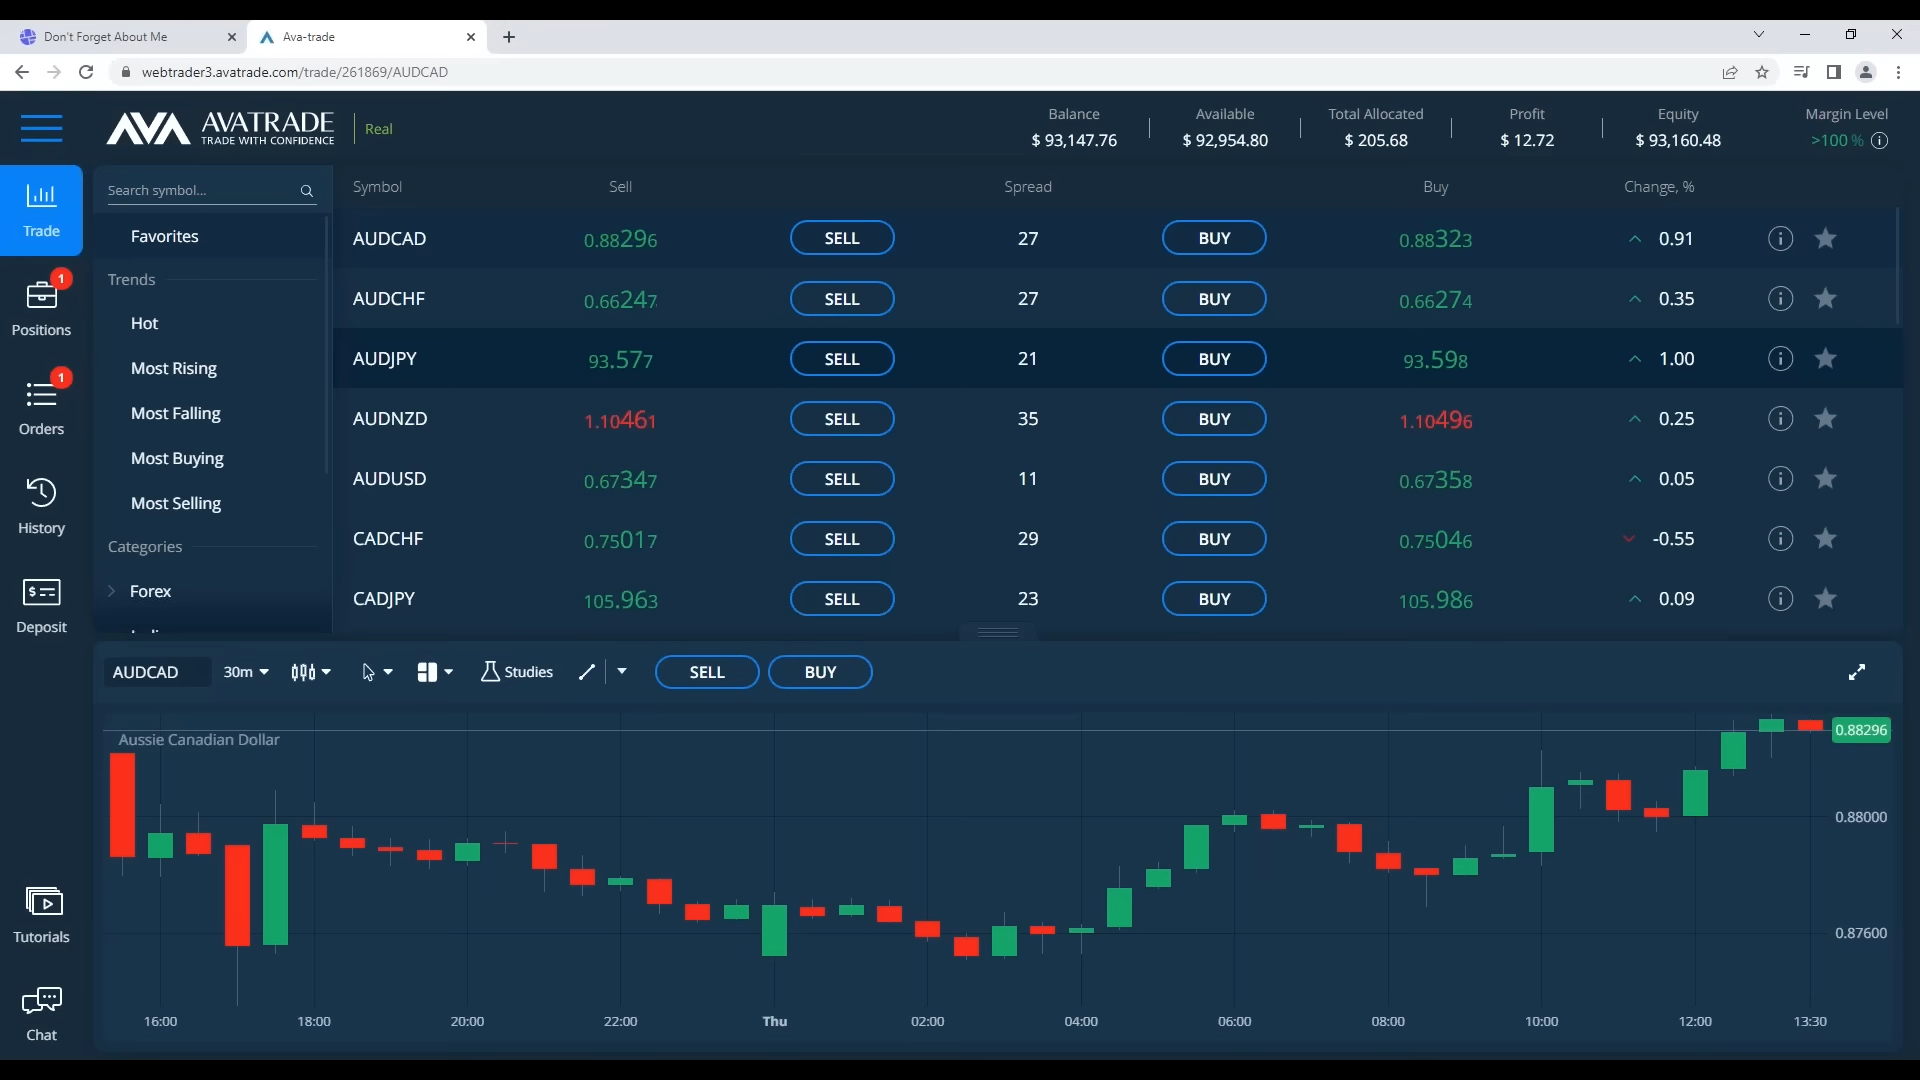 Don't Forget About Me
Ava-trade
webtrader3.avatrade.com/trade/261869/AUDCAD
AVA AVATRADE
TRADE WITH CONFIDENCE
Real
Balance Available Total Allocated Profit Equity Margin Level
$ 93,147.76 $ 92,954.80 $ 205.68 $ 12.72 $ 93,160.48 >100 %
Trade
1
Positions
1
Orders
History
Deposit
Tutorials
Chat
Search symbol...
Favorites
Trends
Hot
Most Rising
Most Falling
Most Buying
Most Selling
Categories
Forex
Symbol Sell Spread Buy Change, %
AUDCAD 0.88296 SELL 27 BUY 0.88323 0.91
AUDCHF 0.66247 SELL 27 BUY 0.66274 0.35
AUDJPY 93.577 SELL 21 BUY 93.598 1.00
AUDNZD 1.10461 SELL 35 BUY 1.10496 0.25
AUDUSD 0.67347 SELL 11 BUY 0.67358 0.05
CADCHF 0.75017 SELL 29 BUY 0.75046 -0.55
CADJPY 105.963 SELL 23 BUY 105.986 0.09
AUDCAD 30m Studies SELL BUY
Aussie Canadian Dollar
0.88296
0.88000
0.87600
16:00 18:00 20:00 22:00 Thu 02:00 04:00 06:00 08:00 10:00 12:00 13:30